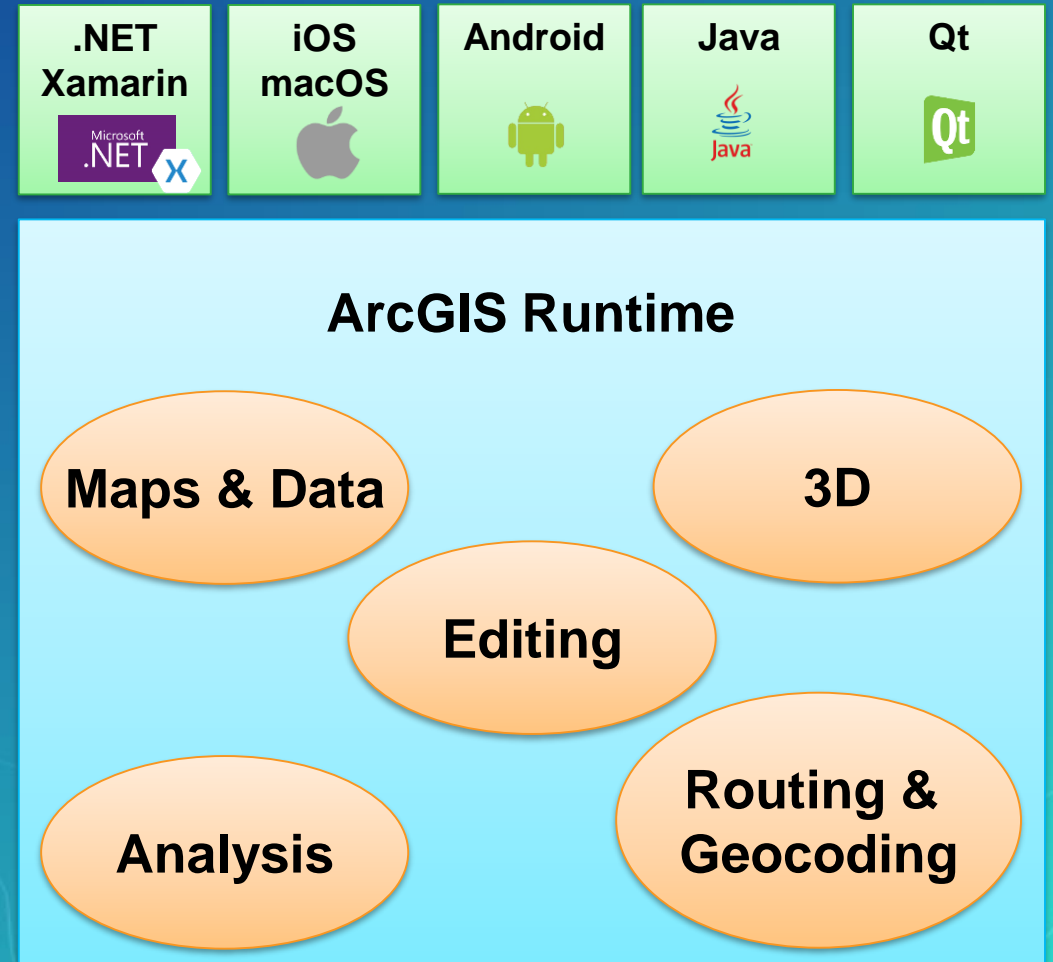 .NET
Xamarin
Microsoft
.NET
X
iOS
macOS
Android
Java
Java
Qt
Qt
ArcGIS Runtime
Maps & Data
3D
Editing
Analysis
Routing &
Geocoding